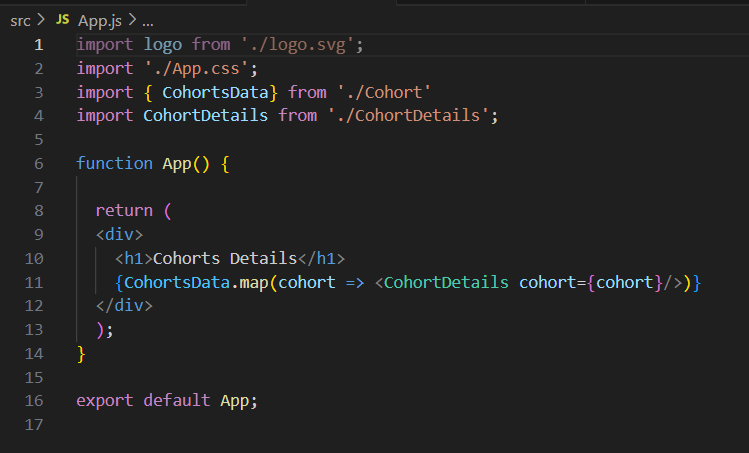 src > JS App.js > ...
1 import logo from './logo.svg';
2 import './App.css';
3 import { CohortsData} from './Cohort'
4 import CohortDetails from './CohortDetails';
5
6 function App() {
7
8 return (
9 <div>
10 <h1>Cohorts Details</h1>
11 {CohortsData.map(cohort => <CohortDetails cohort={cohort}/>)}
12 </div>
13 );
14 }
15
16 export default App;
17